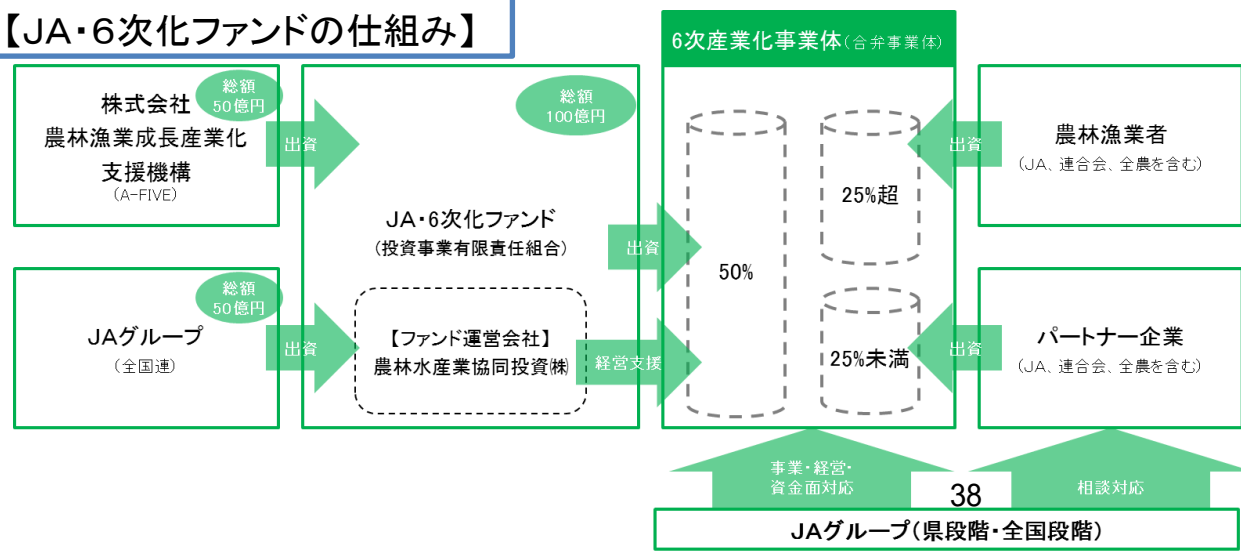 【JA・6次化ファンドの仕組み】
株式会社
農林漁業成長産業化
支援機構
(A-FIVE)
総額
50億円
出資
JAグループ
(全国連)
総額
50億円
出資
総額
100億円
JA・6次化ファンド
(投資事業有限責任組合)
出資
【ファンド運営会社】
農林水産業協同投資㈱
経営支援
6次産業化事業体(合弁事業体)
50%
25%超
25%未満
出資
農林漁業者
(JA、連合会、全農を含む)
出資
パートナー企業
(JA、連合会、全農を含む)
事業・経営・
資金面対応
38
相談対応
JAグループ(県段階・全国段階)